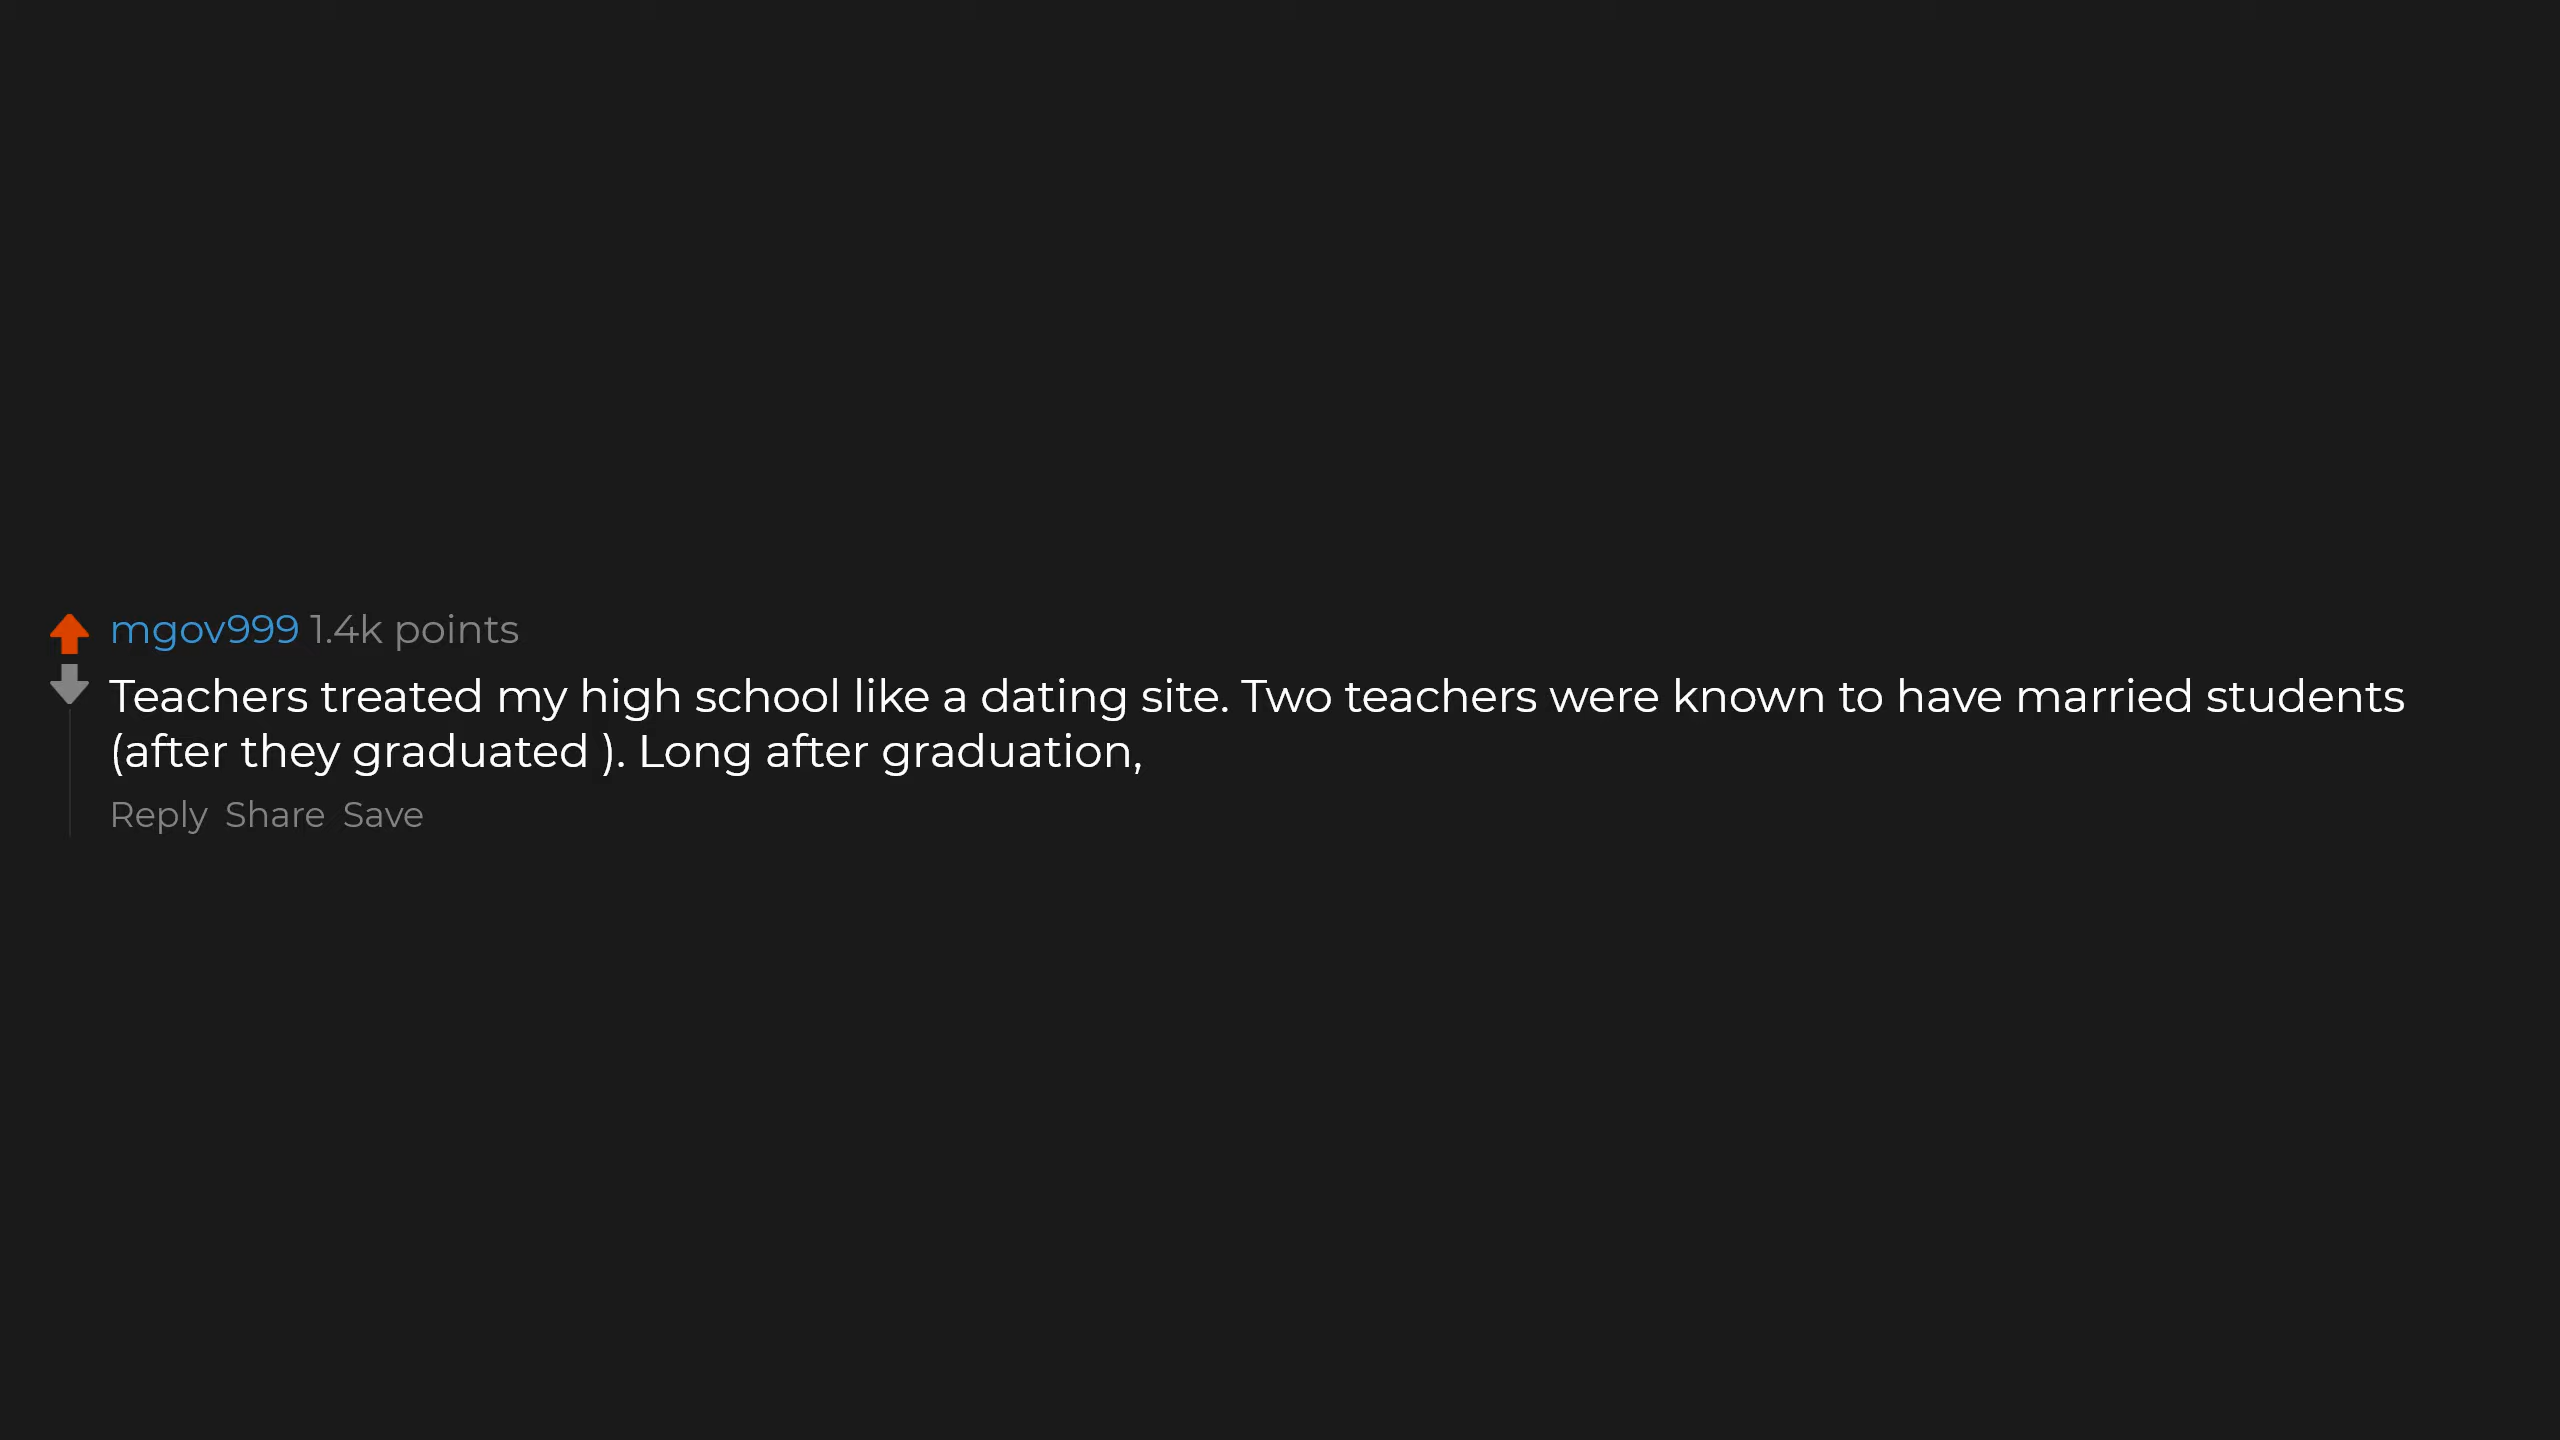 mgov999 1.4k points
Teachers treated my high school like a dating site. Two teachers were known to have married students
(after they graduated ). Long after graduation,
Reply Share Save